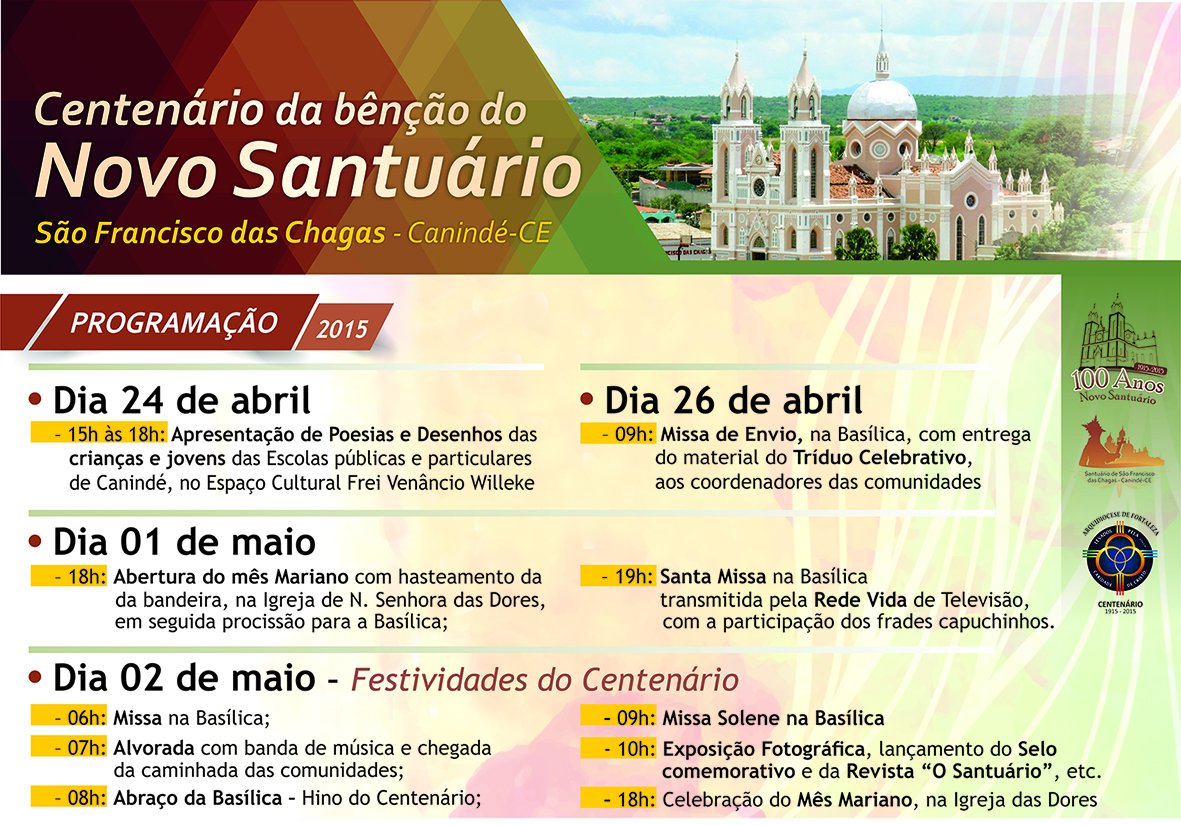 Centenário da bênção do
Novo Santuário
São Francisco das Chagas - Canindé-CE
PROGRAMAÇÃO 2015
• Dia 24 de abril
- 15h às 18h: Apresentação de Poesias e Desenhos das
crianças e jovens das Escolas públicas e particulares
de Canindé, no Espaço Cultural Frei Venâncio Willeke
• Dia 26 de abril
- 09h: Missa de Envio, na Basílica, com entrega
do material do Tríduo Celebrativo,
aos coordenadores das comunidades
• Dia 01 de maio
- 18h: Abertura do mês Mariano com hasteamento da
da bandeira, na Igreja de N. Senhora das Dores,
em seguida procissão para a Basílica;
- 19h: Santa Missa na Basílica
transmitida pela Rede Vida de Televisão,
com a participação dos frades capuchinhos.
• Dia 02 de maio - Festividades do Centenário
- 06h: Missa na Basílica;
- 07h: Alvorada com banda de música e chegada
da caminhada das comunidades;
- 08h: Abraço da Basílica - Hino do Centenário;
- 09h: Missa Solene na Basílica
- 10h: Exposição Fotográfica, lançamento do Selo
comemorativo e da Revista “O Santuário”, etc.
- 18h: Celebração do Mês Mariano, na Igreja das Dores
1915-2015
100 Anos
Novo Santuário
Santuário de São Francisco
das Chagas - Canindé-CE
ARQUIDIOCESE DE FORTALEZA
LEVADOS PELA
CARIDADE DE CRISTO
CENTENÁRIO
1915 - 2015